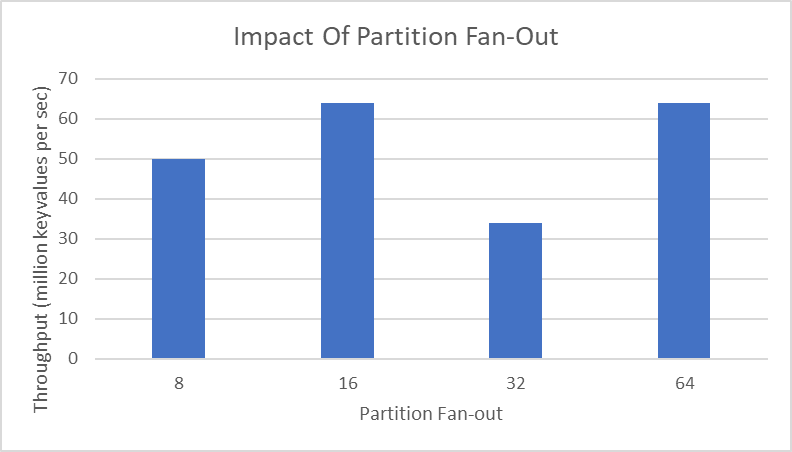 Impact Of Partition Fan-Out
Throughput (million keyvalues per sec)
70
60
50
40
30
20
10
0
8 16 32 64
Partition Fan-out